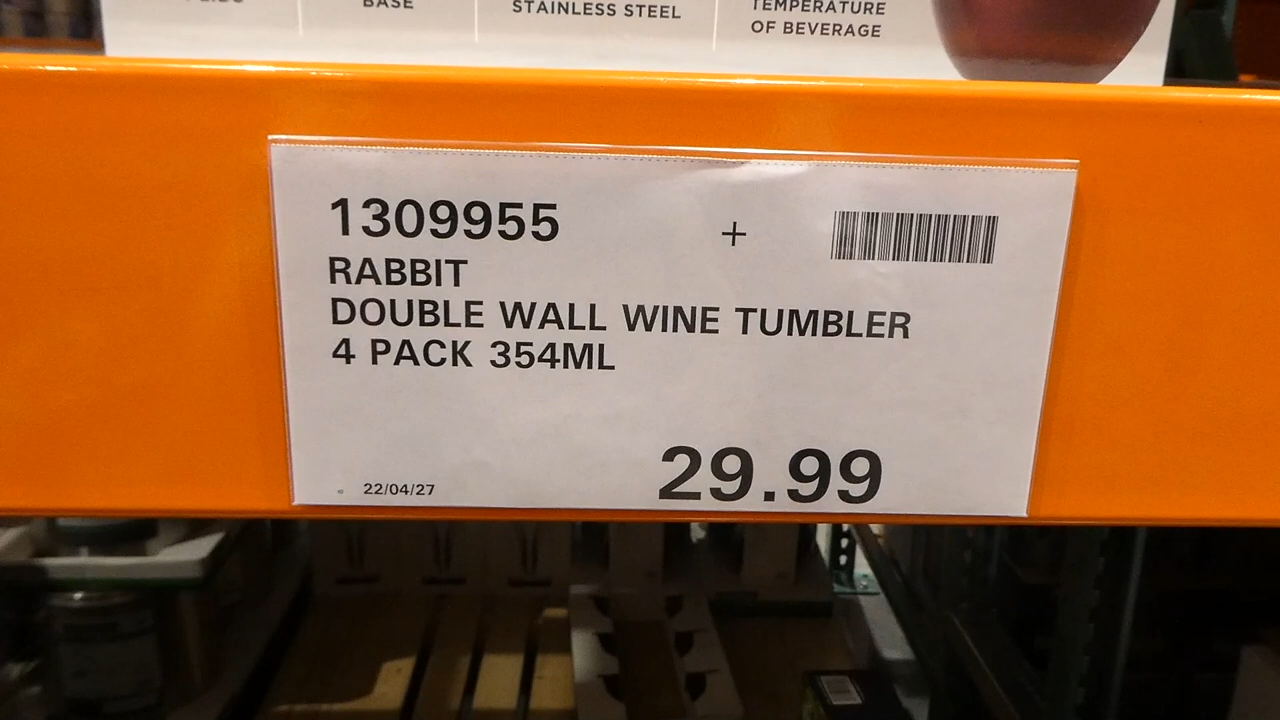 BASE
STAINLESS STEEL
TEMPERATURE
OF BEVERAGE
1309955 +
RABBIT
DOUBLE WALL WINE TUMBLER
4 PACK 354ML
22/04/27 29.99